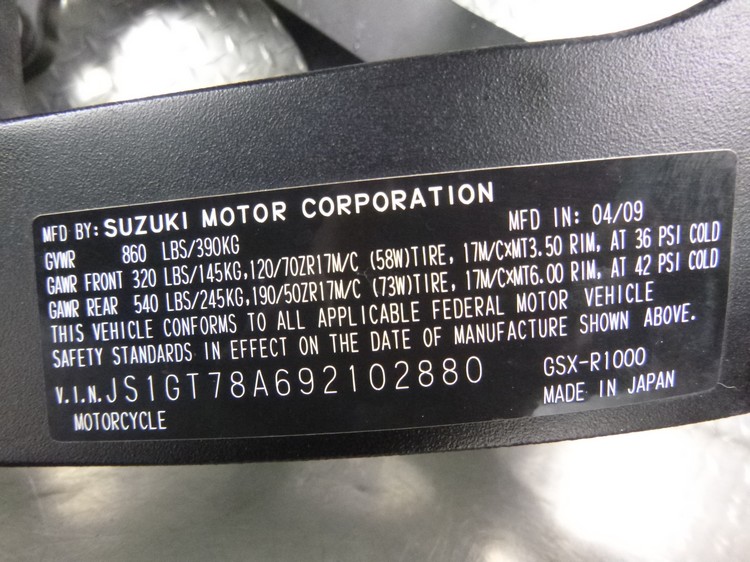 MFD BY: SUZUKI MOTOR CORPORATION
MFD IN: 04/09
GVWR 860 LBS/390KG
GAWR FRONT 320 LBS/145KG,120/70ZR17M/C (58W)TIRE, 17M/C×MT3.50 RIM, AT 36 PSI COLD
GAWR REAR 540 LBS/245KG,190/50ZR17M/C (73W)TIRE, 17M/C×MT6.00 RIM, AT 42 PSI COLD
THIS VEHICLE CONFORMS TO ALL APPLICABLE FEDERAL MOTOR VEHICLE
SAFETY STANDARDS IN EFFECT ON THE DATE OF MANUFACTURE SHOWN ABOVE.
V.I.N. JS1GT78A692102880
GSX-R1000
MOTORCYCLE
MADE IN JAPAN